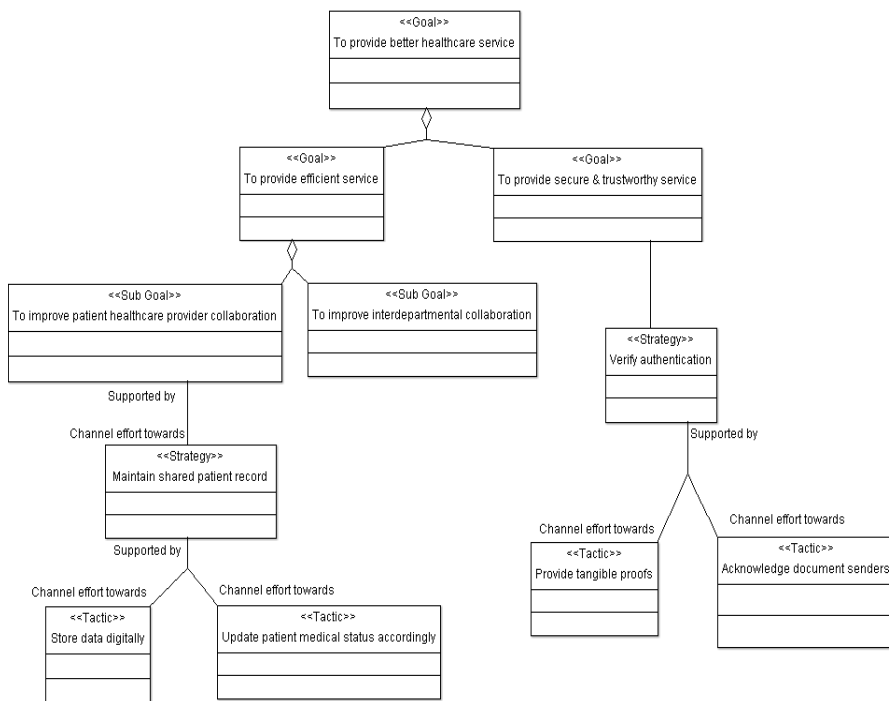 <<Goal>>
To provide better healthcare service
<<Goal>>
To provide efficient service
<<Goal>>
To provide secure & trustworthy service
<<Sub Goal>>
To improve patient healthcare provider collaboration
<<Sub Goal>>
To improve interdepartmental collaboration
<<Strategy>>
Verify authentication
Supported by
Channel effort towards
<<Strategy>>
Maintain shared patient record
Supported by
Channel effort towards
<<Tactic>>
Store data digitally
Channel effort towards
<<Tactic>>
Update patient medical status accordingly
Supported by
Channel effort towards
<<Tactic>>
Provide tangible proofs
Channel effort towards
<<Tactic>>
Acknowledge document senders